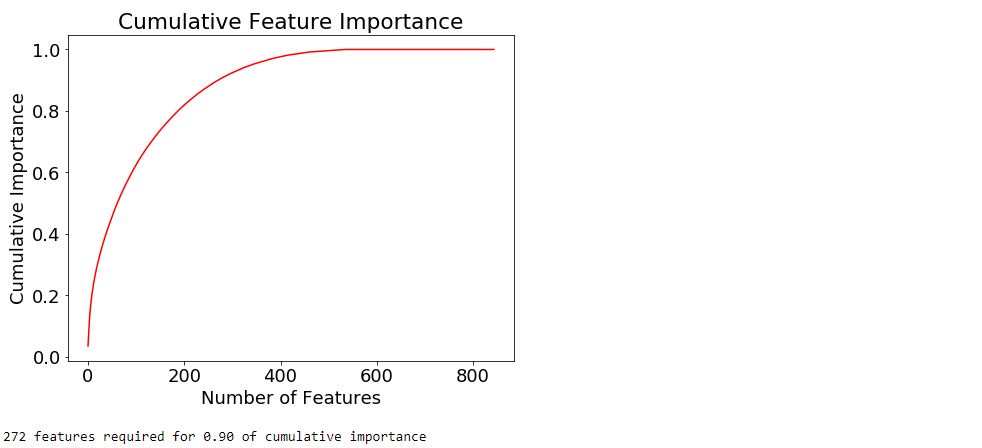 Cumulative Feature Importance
1.0
0.8
0.6
0.4
0.2
0.0
Cumulative Importance
0 200 400 600 800
Number of Features
272 features required for 0.90 of cumulative importance